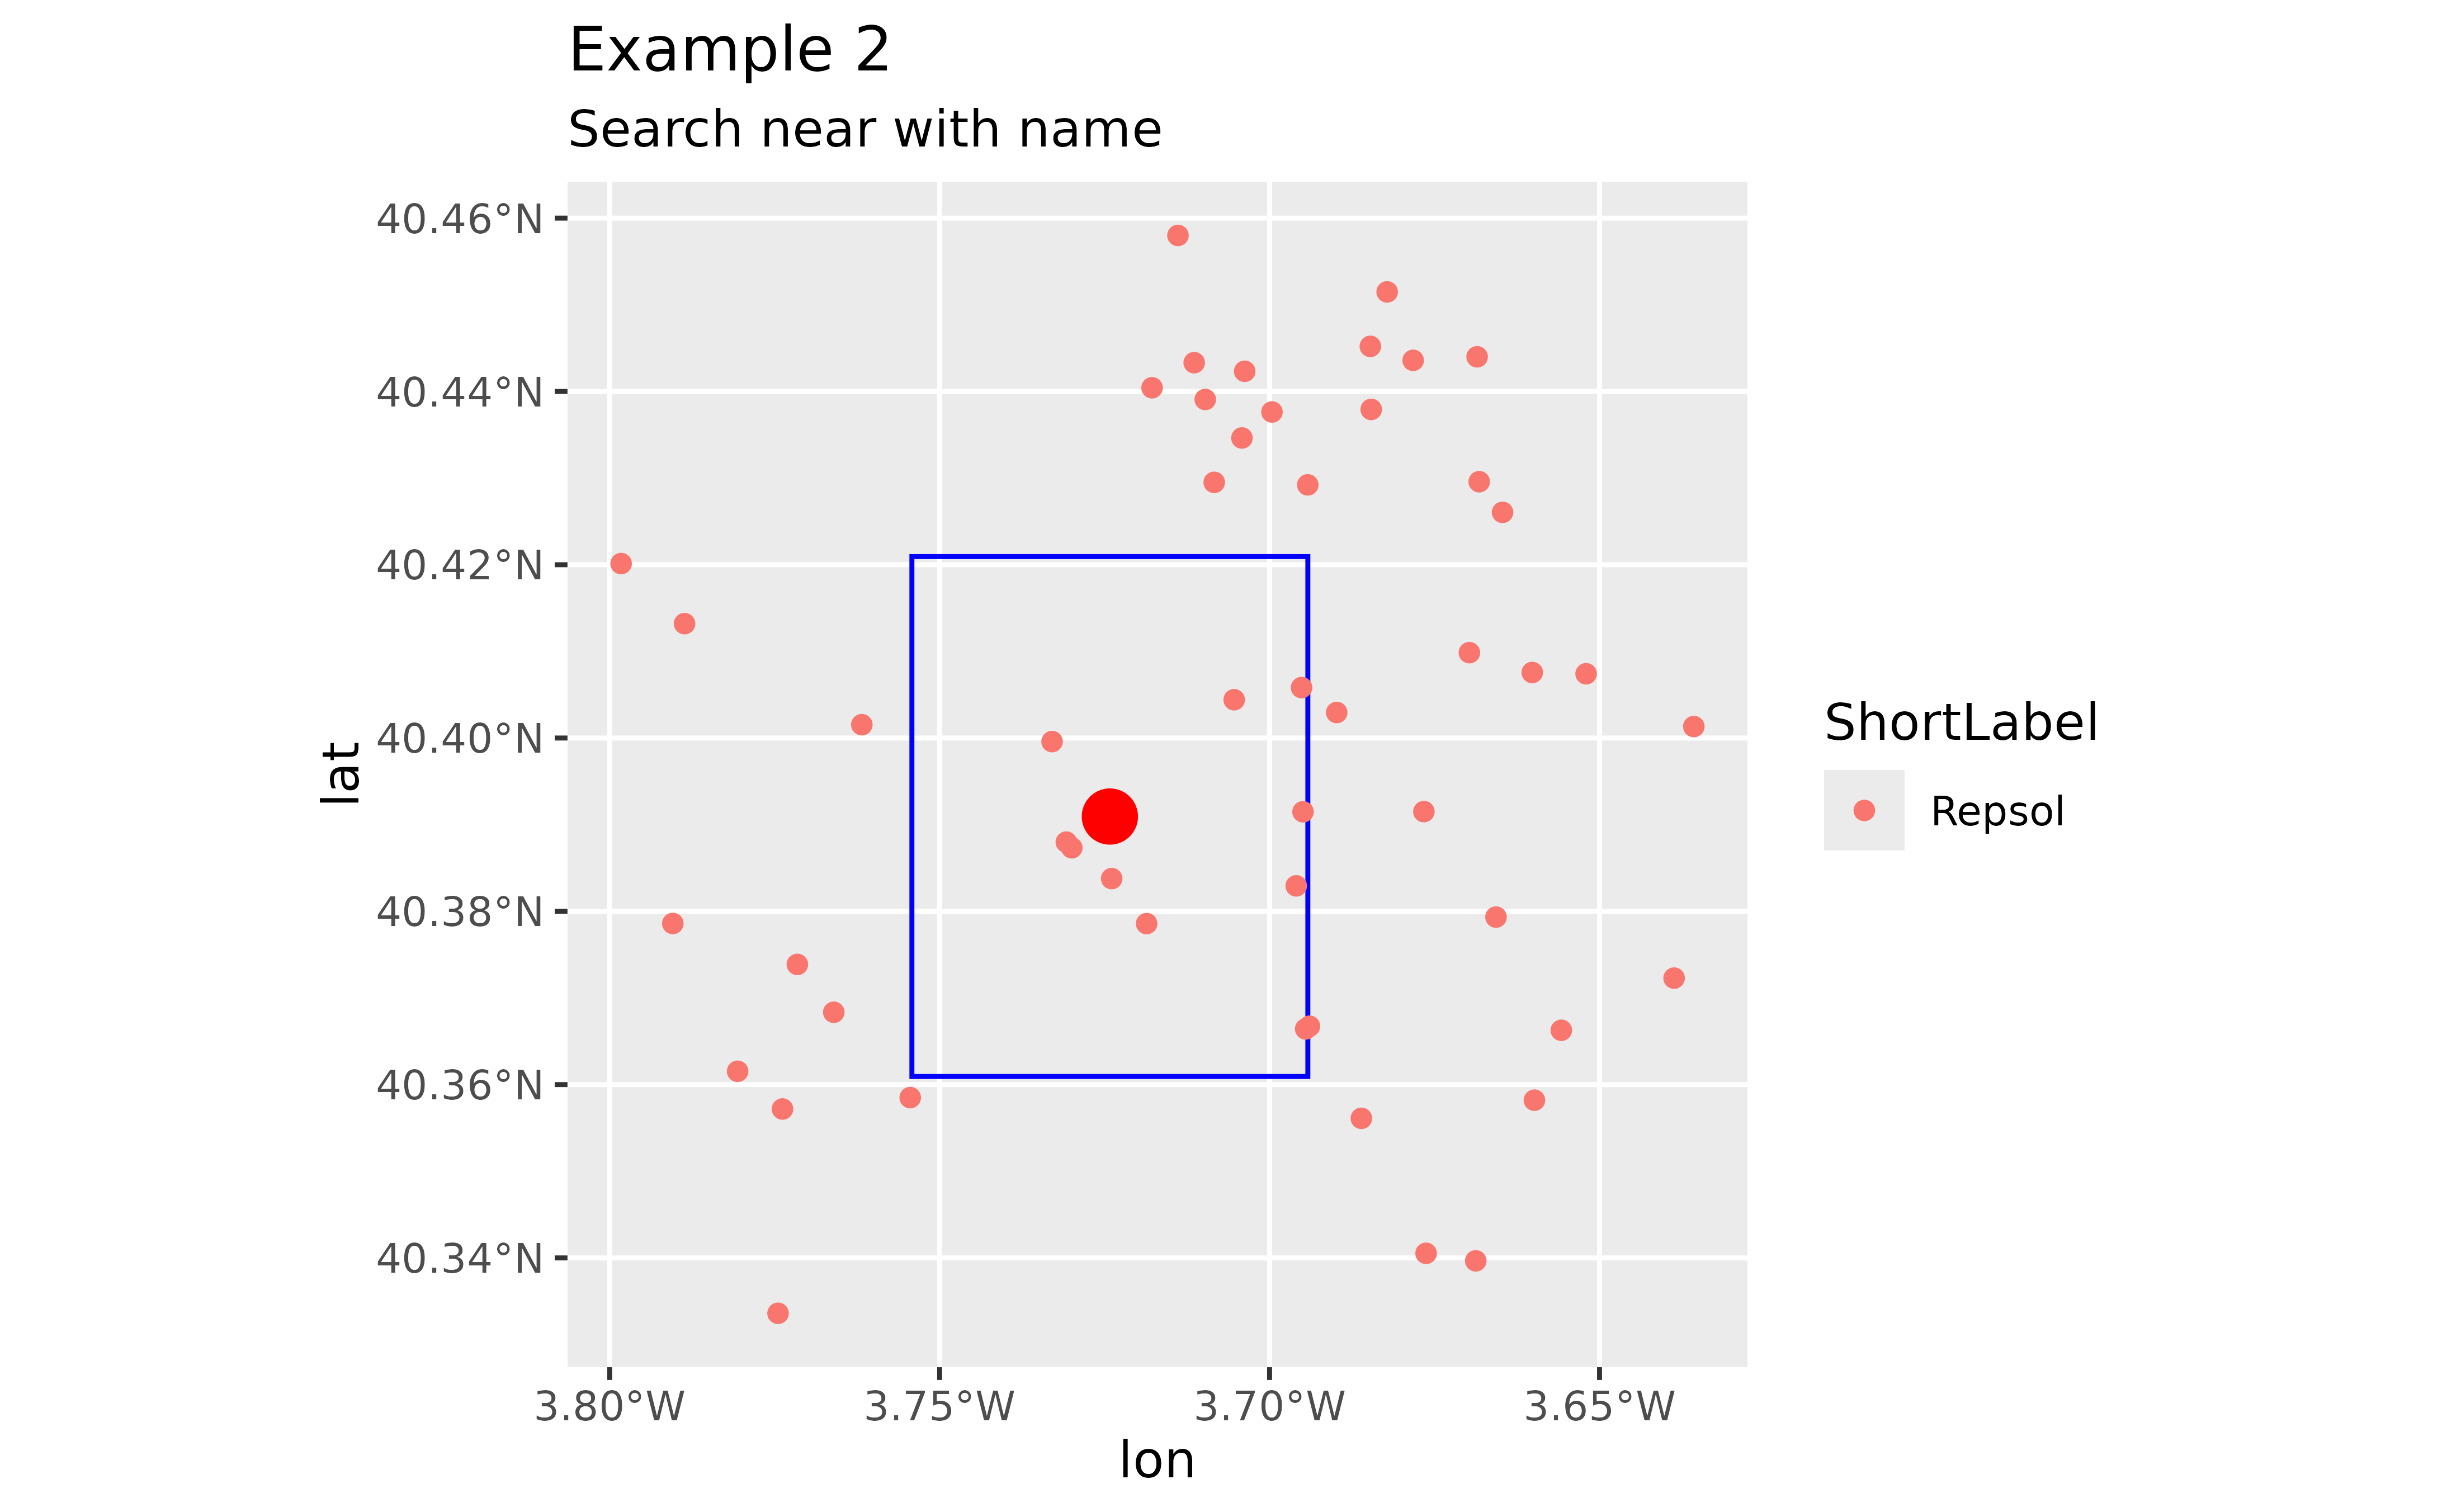 Example 2
Search near with name
40.46°N
40.44°N
40.42°N
40.40°N
40.38°N
40.36°N
40.34°N
lat
3.80°W
3.75°W
3.70°W
3.65°W
lon
ShortLabel
Repsol